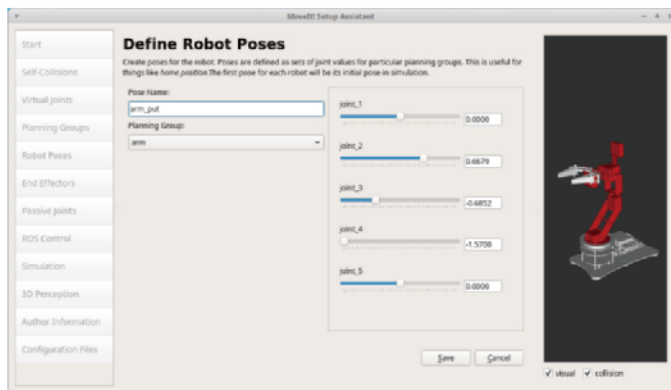 MoveIt! Setup Assistant
Start
Self-Collisions
Virtual Joints
Planning Groups
Robot Poses
End Effectors
Passive Joints
ROS Control
Simulation
3D Perception
Author Information
Configuration Files
Define Robot Poses
Create poses for the robot. Poses are defined as sets of joint values for particular planning groups. This is useful for
things like home position.The first pose for each robot will be its initial pose in simulation.
Pose Name:
arm_put
Planning Group:
arm
joint_1
0.0000
joint_2
0.6679
joint_3
-0.6852
joint_4
-1.5708
joint_5
0.0000
Save
Cancel
visual
collision